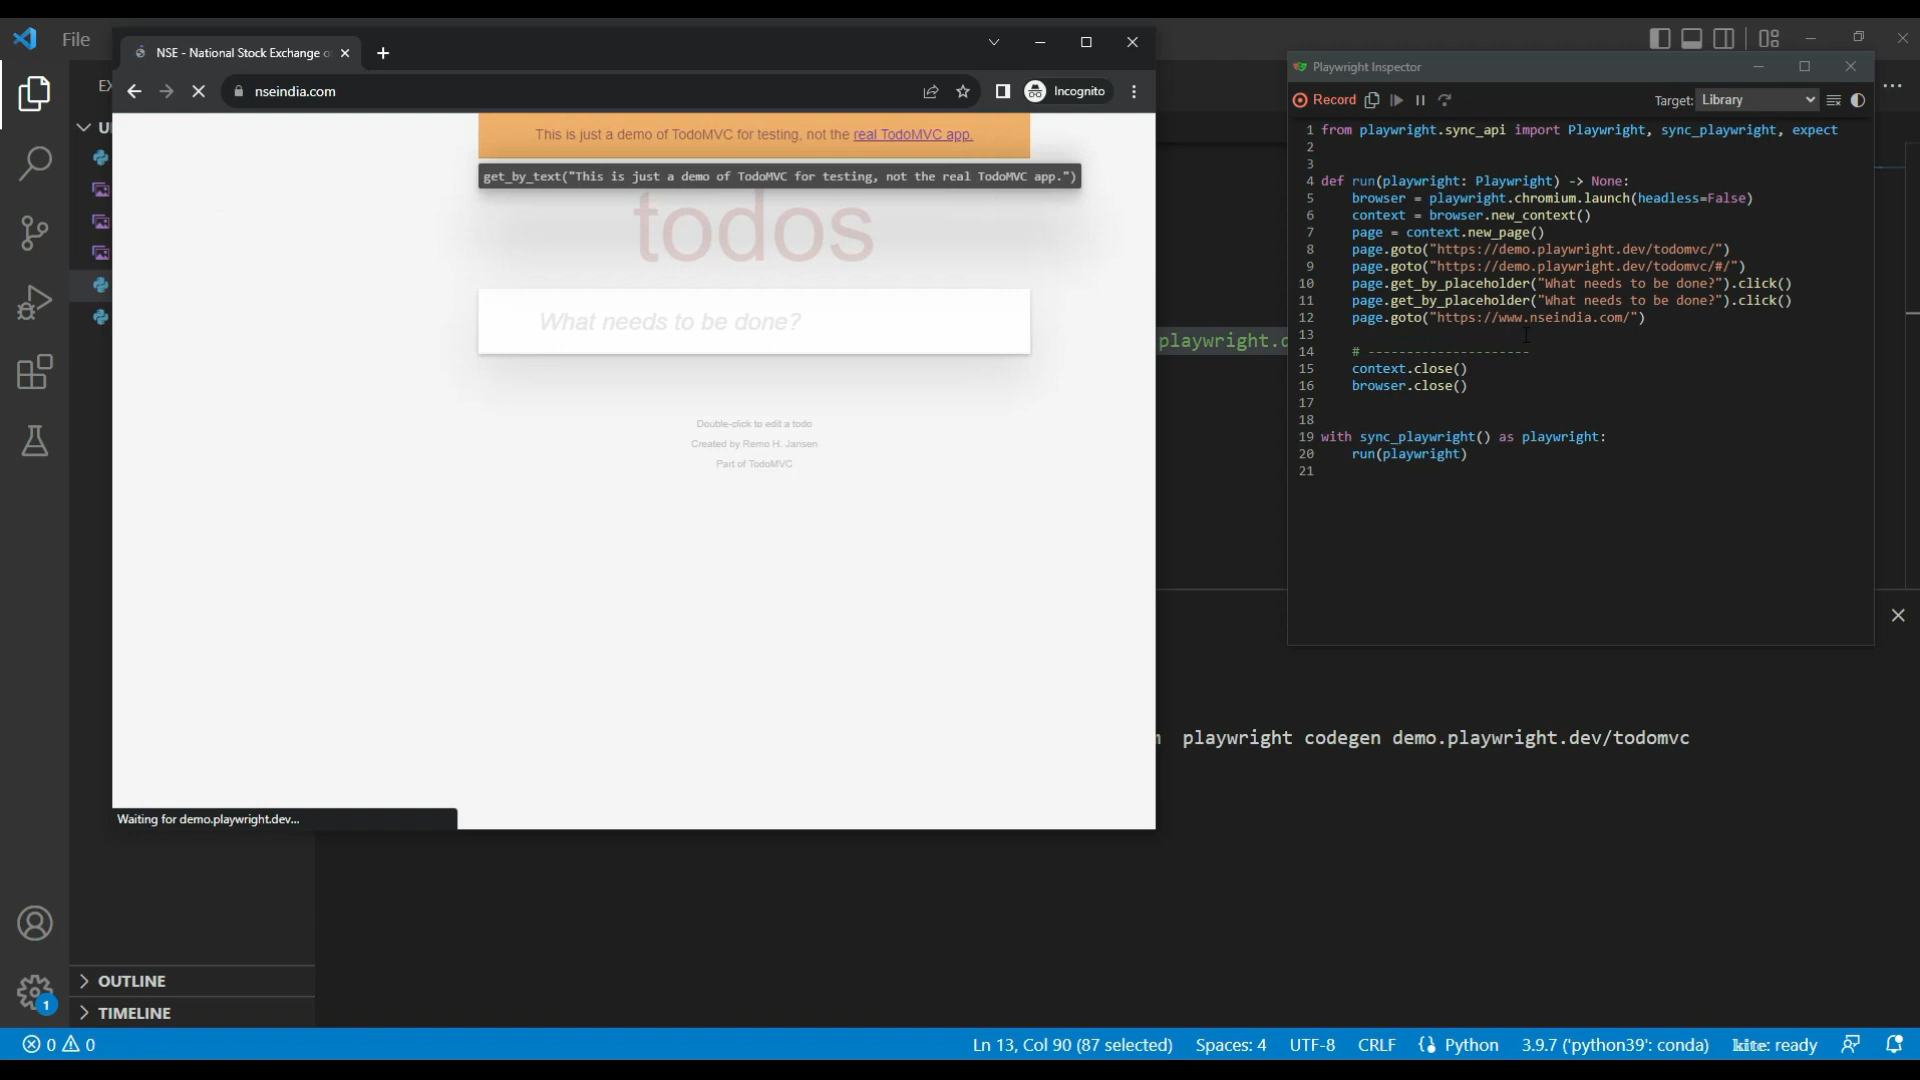 File
NSE - National Stock Exchange o
nseindia.com
Incognito
This is just a demo of TodoMVC for testing, not the real TodoMVC app.
get_by_text("This is just a demo of TodoMVC for testing, not the real TodoMVC app.")
todos
What needs to be done?
Double-click to edit a todo
Created by Remo H. Jansen
Part of TodoMVC
Waiting for demo.playwright.dev...
EX
U
OUTLINE
TIMELINE
1
Playwright Inspector
Record
Target: Library
1 from playwright.sync_api import Playwright, sync_playwright, expect
2
3
4 def run(playwright: Playwright) -> None:
5 browser = playwright.chromium.launch(headless=False)
6 context = browser.new_context()
7 page = context.new_page()
8 page.goto("https://demo.playwright.dev/todomvc/")
9 page.goto("https://demo.playwright.dev/todomvc/#/")
10 page.get_by_placeholder("What needs to be done?").click()
11 page.get_by_placeholder("What needs to be done?").click()
12 page.goto("https://www.nseindia.com/")
13
14 # ---------------------
15 context.close()
16 browser.close()
17
18
19 with sync_playwright() as playwright:
20 run(playwright)
21
playwright.d
playwright codegen demo.playwright.dev/todomvc
0 0
Ln 13, Col 90 (87 selected) Spaces: 4 UTF-8 CRLF Python 3.9.7 ('python39': conda) kite: ready